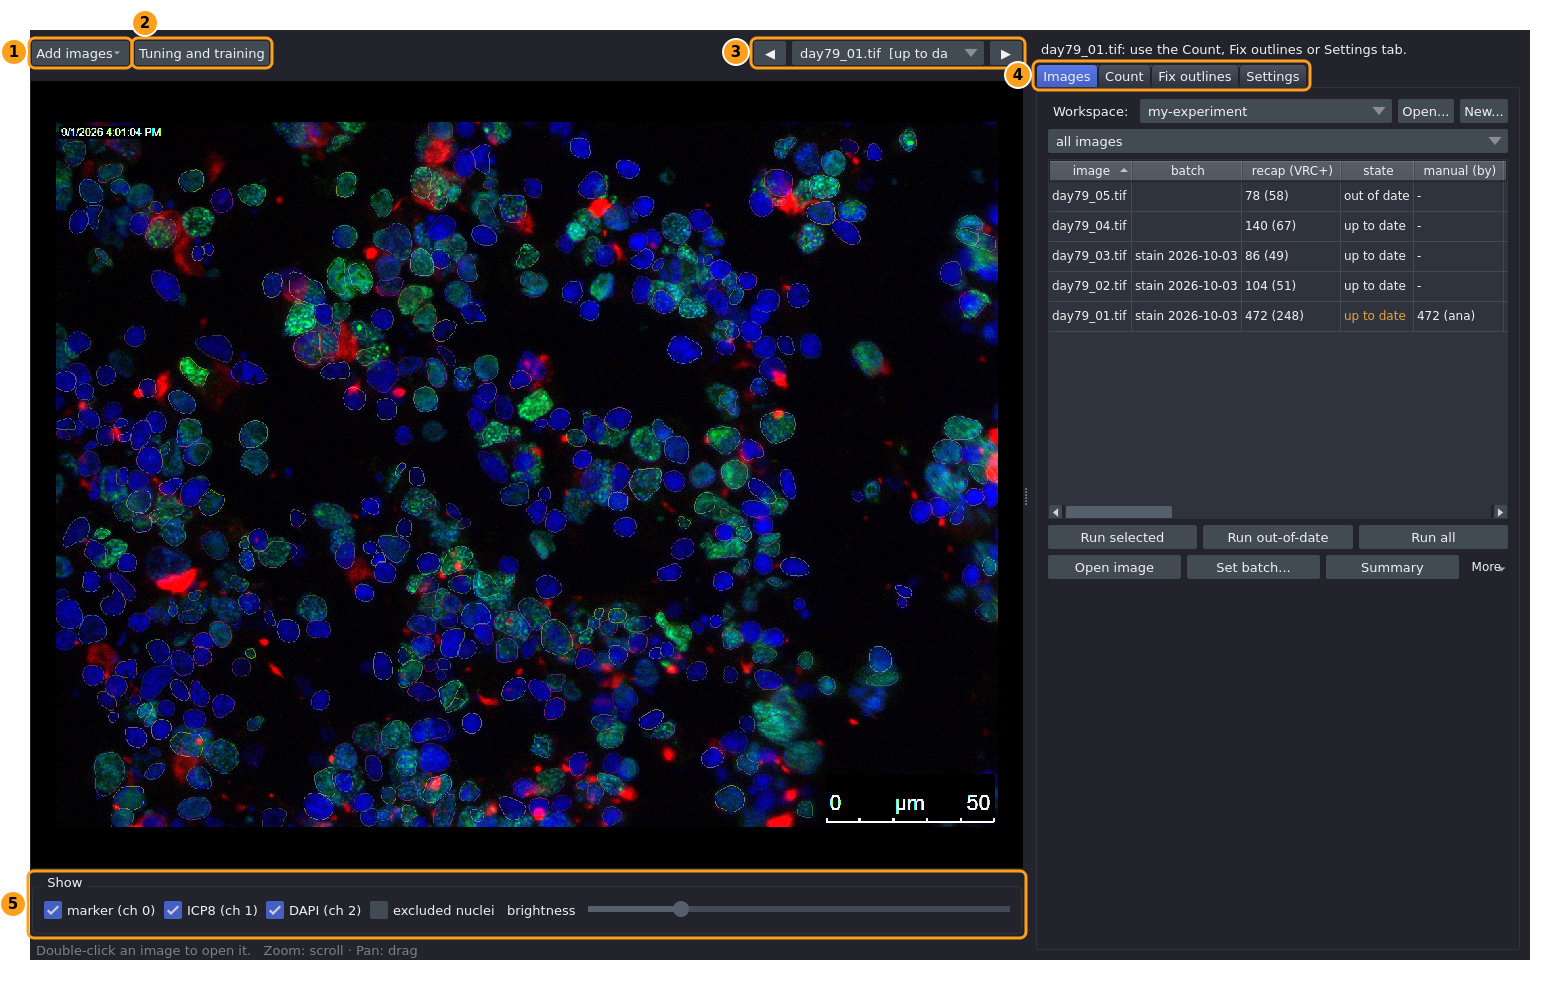 2
1
Add images
Tuning and training
3
◀
day79_01.tif [up to da
▶
day79_01.tif: use the Count, Fix outlines or Settings tab.
4
Images
Count
Fix outlines
Settings
Workspace:
my-experiment
Open...
New...
all images
image batch recap (VRC+) state manual (by)
day79_05.tif 78 (58) out of date -
day79_04.tif 140 (67) up to date -
day79_03.tif stain 2026-10-03 86 (49) up to date -
day79_02.tif stain 2026-10-03 104 (51) up to date -
day79_01.tif stain 2026-10-03 472 (248) up to date 472 (ana)
Run selected
Run out-of-date
Run all
Open image
Set batch...
Summary
More
9/1/2026 4:01:04 PM
0 µm 50
5
Show
marker (ch 0)
ICP8 (ch 1)
DAPI (ch 2)
excluded nuclei
brightness
Double-click an image to open it. Zoom: scroll · Pan: drag